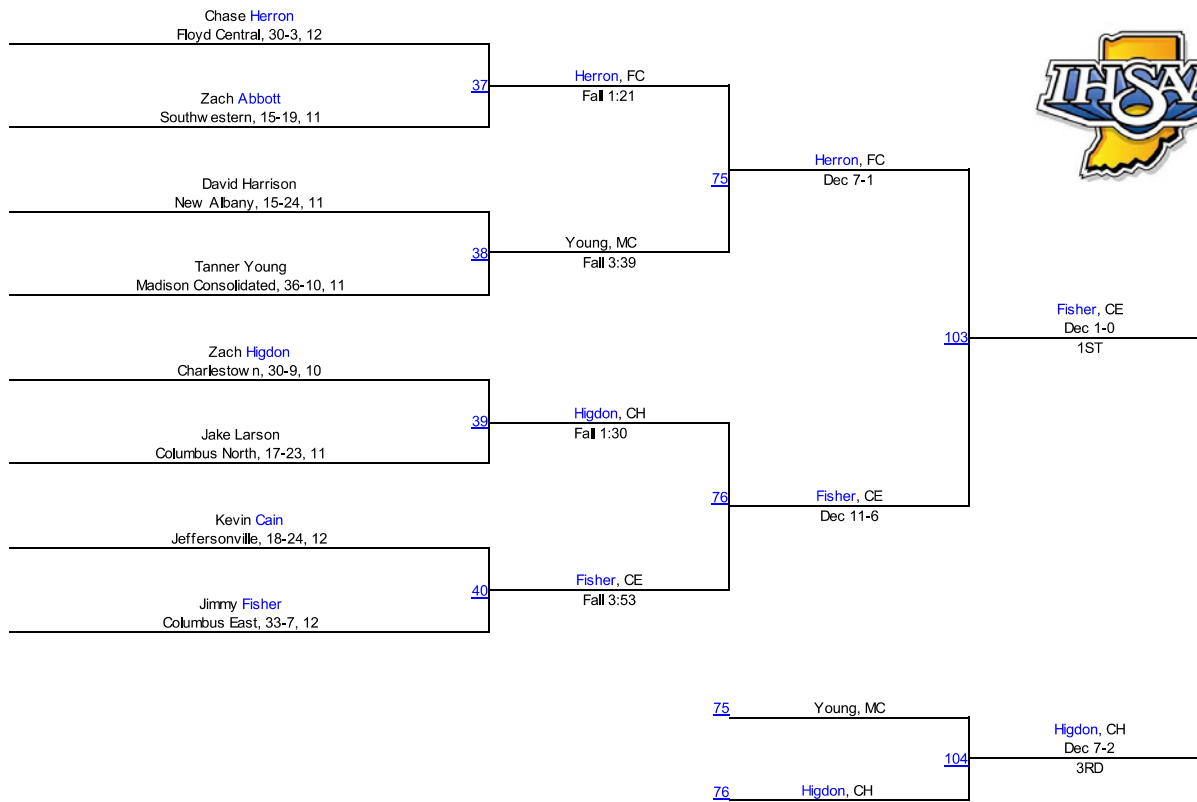 Chase Herron
Floyd Central, 30-3, 12
37
Zach Abbott
Southwestern, 15-19, 11
Herron, FC
Fall 1:21
IHSAA
75
Herron, FC
Dec 7-1
David Harrison
New Albany, 15-24, 11
38
Tanner Young
Madison Consolidated, 36-10, 11
Young, MC
Fall 3:39
103
Fisher, CE
Dec 1-0
1ST
Zach Higdon
Charlestown, 30-9, 10
39
Jake Larson
Columbus North, 17-23, 11
Higdon, CH
Fall 1:30
76
Fisher, CE
Dec 11-6
Kevin Cain
Jeffersonville, 18-24, 12
40
Jimmy Fisher
Columbus East, 33-7, 12
Fisher, CE
Fall 3:53
75
Young, MC
104
Higdon, CH
Dec 7-2
3RD
76
Higdon, CH